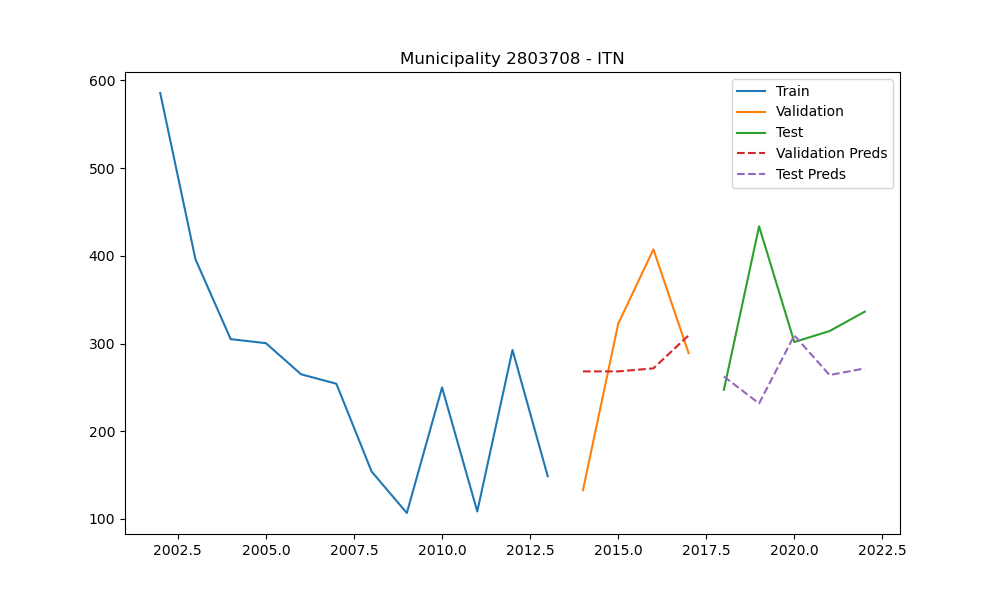 Municipality 2803708 - ITN
600
500
400
300
200
100
2002.5
2005.0
2007.5
2010.0
2012.5
2015.0
2017.5
2020.0
2022.5
Train
Validation
Test
Validation Preds
Test Preds